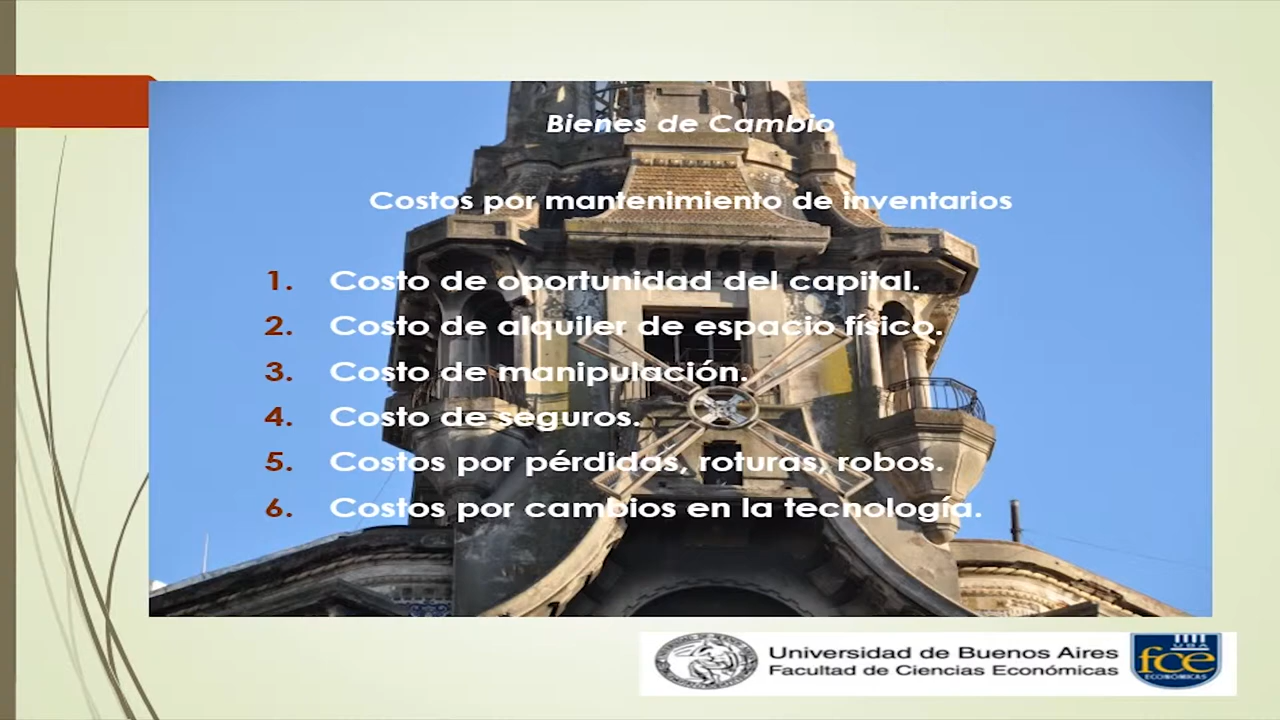 Bienes de Cambio
Costos por mantenimiento de inventarios
1. Costo de oportunidad del capital.
2. Costo de alquiler de espacio físico.
3. Costo de manipulación.
4. Costo de seguros.
5. Costos por pérdidas, roturas, robos.
6. Costos por cambios en la tecnología.
Universidad de Buenos Aires
Facultad de Ciencias Económicas
UBA
fce
ECONÓMICAS